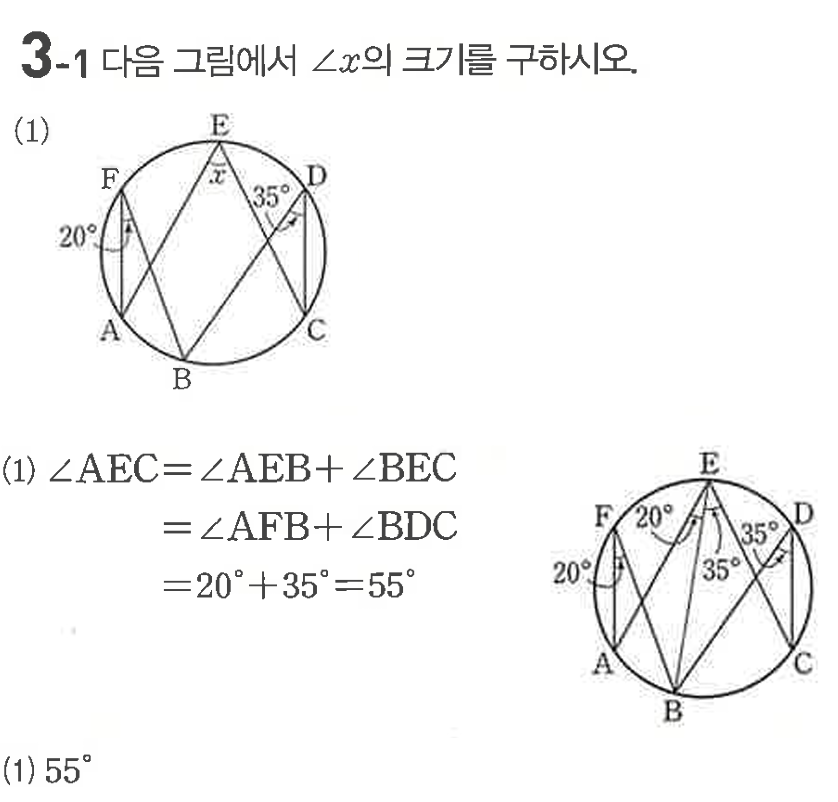 3-1 다음 그림에서 ∠x의 크기를 구하시오.
(1)
E
F
D
x
35°
20°
A
C
B
(1) ∠AEC=∠AEB+∠BEC
=∠AFB+∠BDC
=20°+35°=55°
E
F
20°
D
35°
20°
35°
A
C
B
(1) 55°